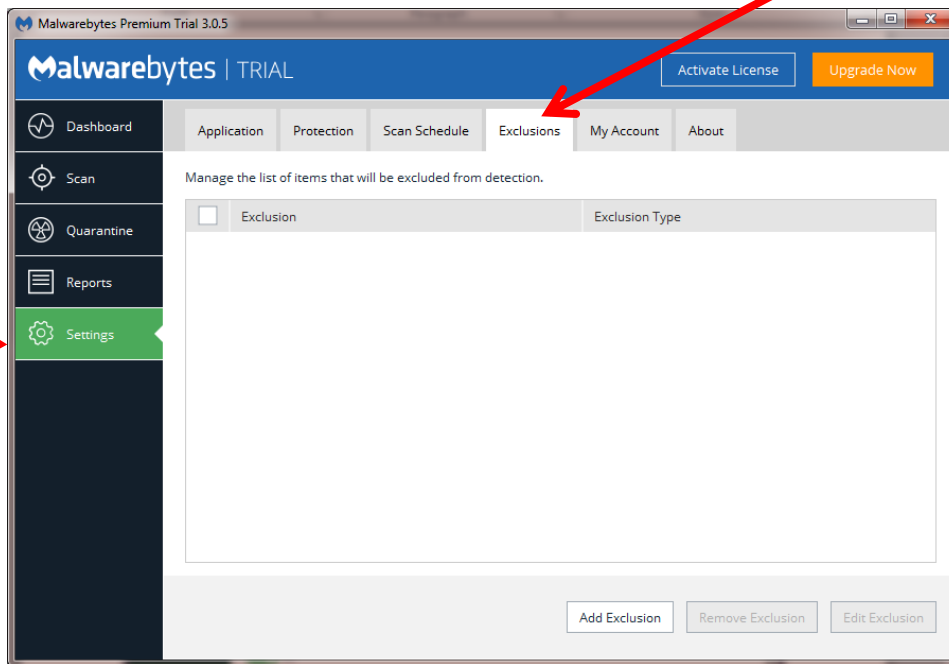 Malwarebytes Premium Trial 3.0.5
Malwarebytes | TRIAL
Activate License
Upgrade Now
Dashboard
Scan
Quarantine
Reports
Settings
Application Protection Scan Schedule Exclusions My Account About
Manage the list of items that will be excluded from detection.
Exclusion Exclusion Type
Add Exclusion Remove Exclusion Edit Exclusion